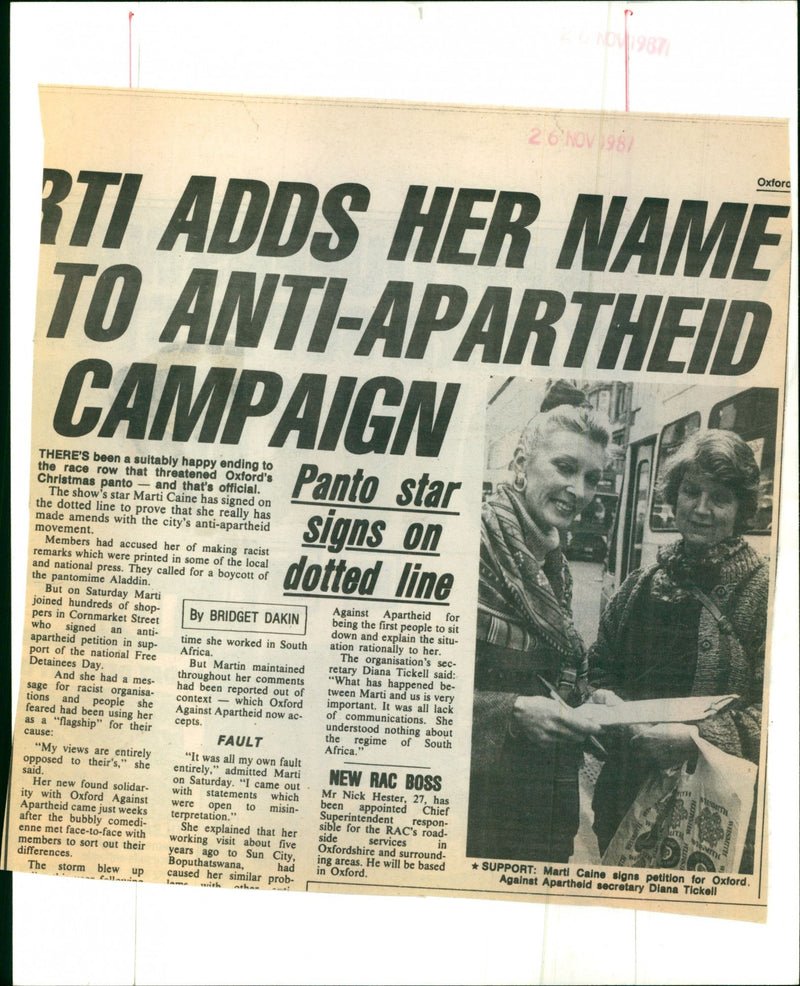 26 NOV 1987
26 NOV 1987
Oxford
RTI ADDS HER NAME
TO ANTI-APARTHEID
CAMPAIGN
THERE'S been a suitably happy ending to
the race row that threatened Oxford's
Christmas panto — and that's official.
The show's star Marti Caine has signed on
the dotted line to prove that she really has
made amends with the city's anti-apartheid
movement.
Members had accused her of making racist
remarks which were printed in some of the local
and national press. They called for a boycott of
the pantomime Aladdin.
But on Saturday Marti
joined hundreds of shop-
pers in Cornmarket Street
who signed an anti-
apartheid petition in sup-
port of the national Free
Detainees Day.
And she had a mes-
sage for racist organisa-
tions and people she
feared had been using her
as a "flagship" for their
cause:
"My views are entirely
opposed to their's," she
said.
Her new found solidar-
ity with Oxford Against
Apartheid came just weeks
after the bubbly comedi-
enne met face-to-face with
members to sort out their
differences.
The storm blew up
Panto star
signs on
dotted line
By BRIDGET DAKIN
time she worked in South
Africa.
But Martin maintained
throughout her comments
had been reported out of
context — which Oxford
Against Apartheid now ac-
cepts.
FAULT
"It was all my own fault
entirely," admitted Marti
on Saturday. "I came out
with statements which
were open to misin-
terpretation."
She explained that her
working visit about five
years ago to Sun City,
Boputhatswana, had
caused her similar prob-
lems with other anti-
Against Apartheid for
being the first people to sit
down and explain the situ-
ation rationally to her.
The organisation's sec-
retary Diana Tickell said:
"What has happened be-
tween Marti and us is very
important. It was all lack
of communications. She
understood nothing about
the regime of South
Africa."
NEW RAC BOSS
Mr Nick Hester, 27, has
been appointed Chief
Superintendent respon-
sible for the RAC's road-
side services in
Oxfordshire and surround-
ing areas. He will be based
in Oxford.
★ SUPPORT: Marti Caine signs petition for Oxford
Against Apartheid secretary Diana Tickell